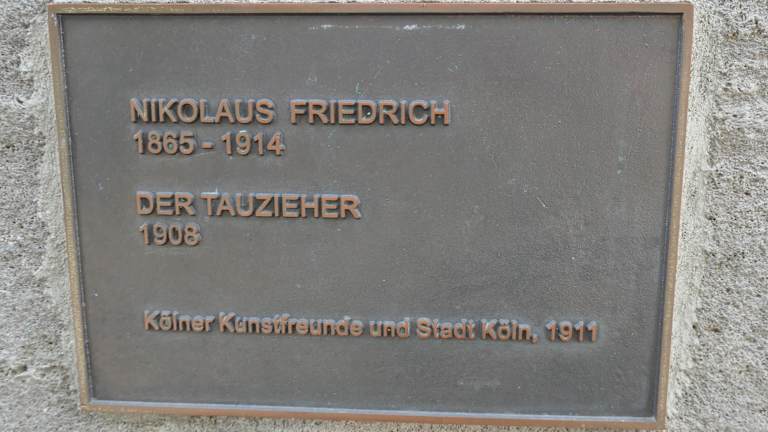 NIKOLAUS FRIEDRICH
1865 - 1914
DER TAUZIEHER
1908
Kölner Kunstfreunde und Stadt Köln, 1911